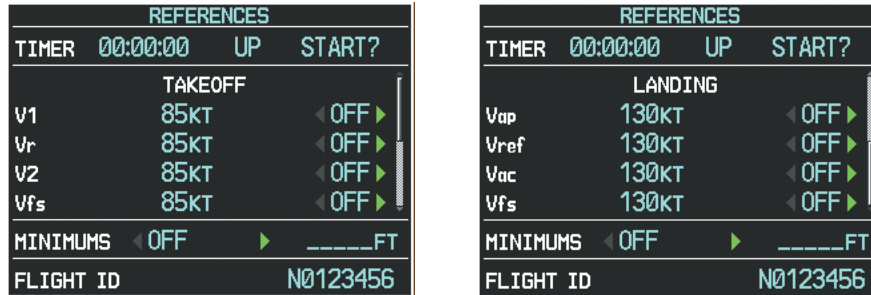 REFERENCES
TIMER 00:00:00 UP START?
TAKEOFF
V1 85KT OFF
Vr 85KT OFF
V2 85KT OFF
Vfs 85KT OFF
MINIMUMS OFF _____FT
FLIGHT ID N0123456
REFERENCES
TIMER 00:00:00 UP START?
LANDING
Vap 130KT OFF
Vref 130KT OFF
Vac 130KT OFF
Vfs 130KT OFF
MINIMUMS OFF _____FT
FLIGHT ID N0123456